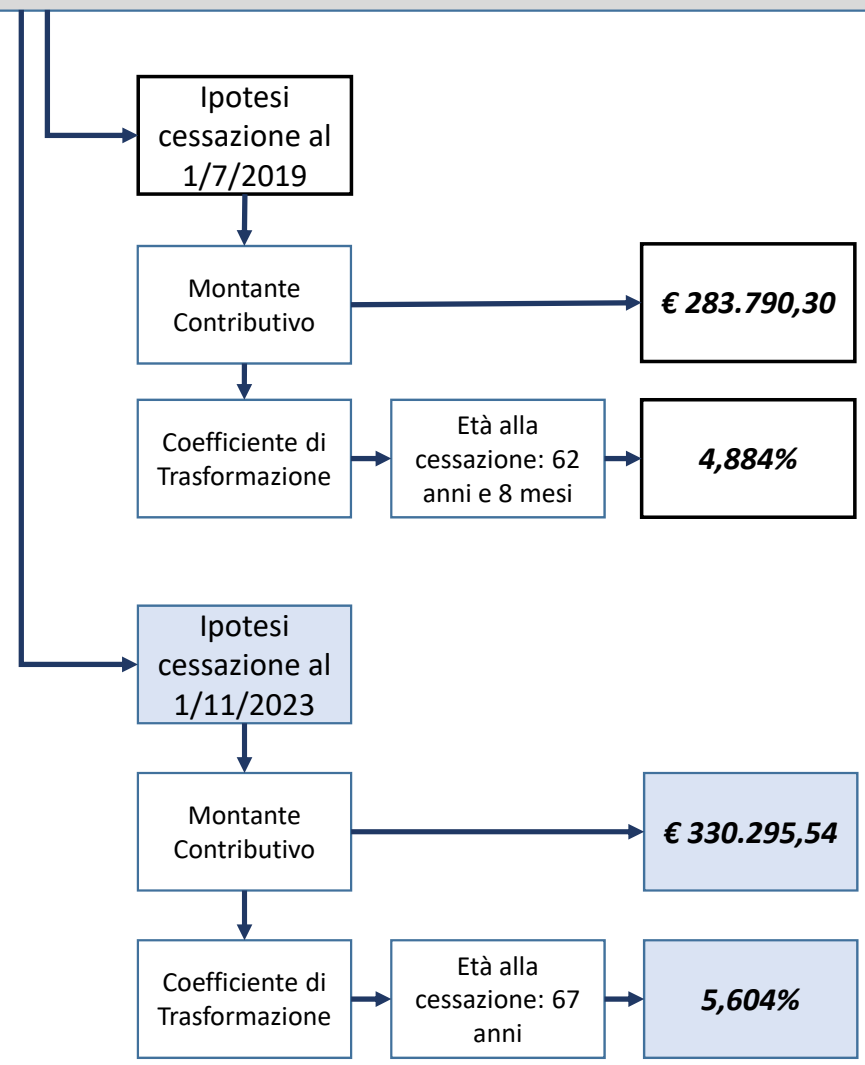 Ipotesi
cessazione al
1/7/2019
Montante
Contributivo
€ 283.790,30
Coefficiente di
Trasformazione
Età alla
cessazione: 62
anni e 8 mesi
4,884%
Ipotesi
cessazione al
1/11/2023
Montante
Contributivo
€ 330.295,54
Coefficiente di
Trasformazione
Età alla
cessazione: 67
anni
5,604%